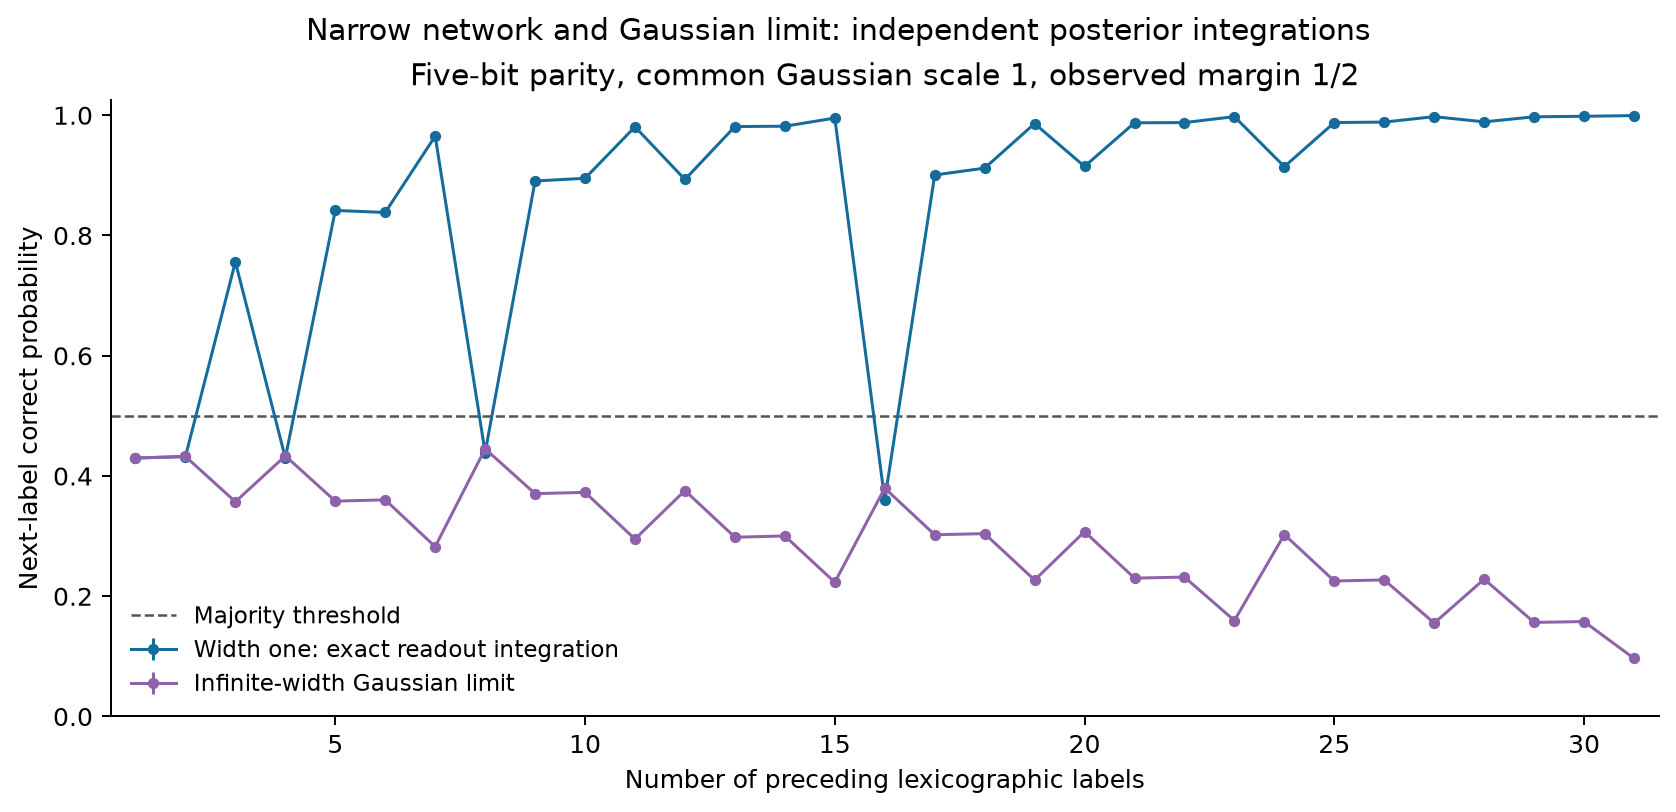 Narrow network and Gaussian limit: independent posterior integrations
Five-bit parity, common Gaussian scale 1, observed margin 1/2
Next-label correct probability
1.0
0.8
0.6
0.4
0.2
0.0
Majority threshold
Width one: exact readout integration
Infinite-width Gaussian limit
5
10
15
20
25
30
Number of preceding lexicographic labels